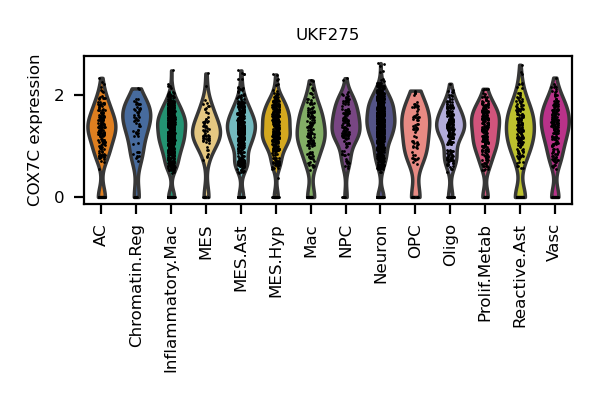 UKF275
COX7C expression
2
0
AC
Chromatin.Reg
Inflammatory.Mac
MES
MES.Ast
MES.Hyp
Mac
NPC
Neuron
OPC
Oligo
Prolif.Metab
Reactive.Ast
Vasc